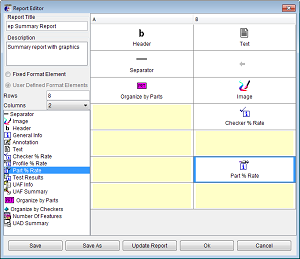 Report Editor
Report Title
ep Summary Report
Description
Summary report with graphics
Fixed Format Element
User Defined Format Elements
Rows 8
Columns 2
Separator
Image
Header
General Info
Annotation
Text
Checker % Rate
Profile % Rate
Part % Rate
Test Results
UAF Info
UAF Summary
Organize by Parts
Organize by Checkers
Number Of Features
UAD Summary
A B
b
Header Text
Separator
Organize by Parts Image
Checker % Rate
Part % Rate
Save Save As Update Report Ok Cancel